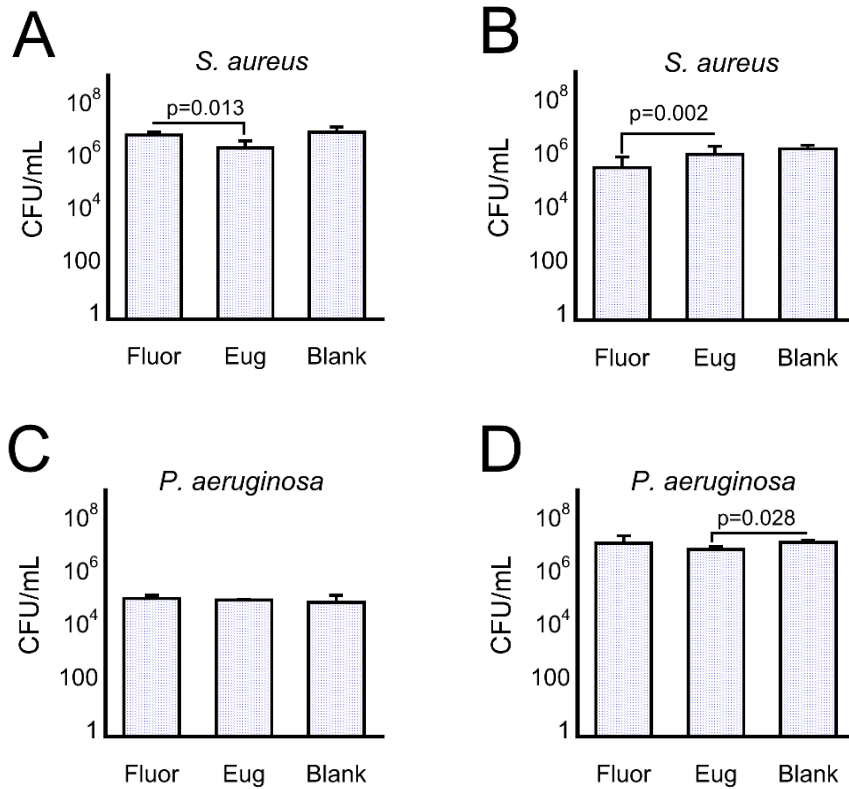 A
S. aureus
10⁸
p=0.013
10⁶
10⁴
100
1
CFU/mL
Fluor Eug Blank
B
S. aureus
10⁸
p=0.002
10⁶
10⁴
100
1
CFU/mL
Fluor Eug Blank
C
P. aeruginosa
10⁸
10⁶
10⁴
100
1
CFU/mL
Fluor Eug Blank
D
P. aeruginosa
10⁸
p=0.028
10⁶
10⁴
100
1
CFU/mL
Fluor Eug Blank